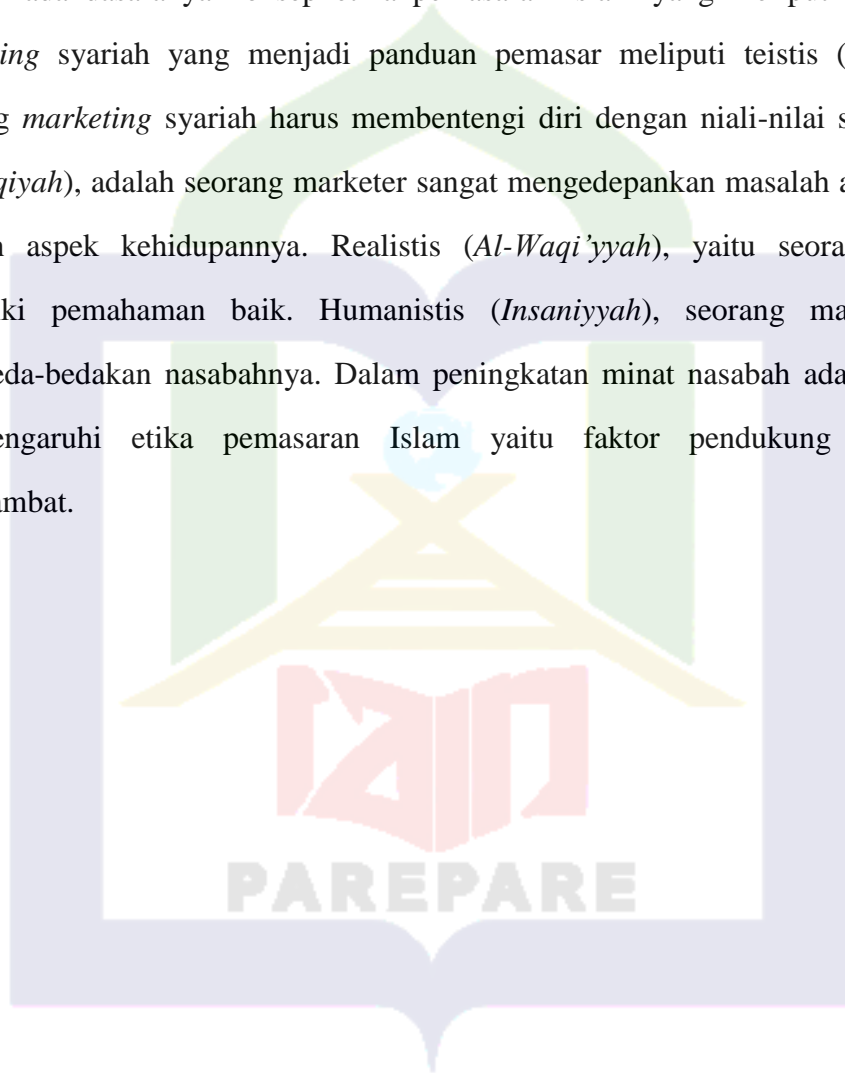 ing syariah yang menjadi panduan pemasar meliputi teistis (
g marketing syariah harus membentengi diri dengan niali-nilai s
qiyah), adalah seorang marketer sangat mengedepankan masalah a
aspek kehidupannya. Realistis (Al-Waqi’yyah), yaitu seora
ki pemahaman baik. Humanistis (Insaniyyah), seorang ma
eda-bedakan nasabahnya. Dalam peningkatan minat nasabah ada
engaruhi etika pemasaran Islam yaitu faktor pendukung
ambat.
iain
PAREPARE